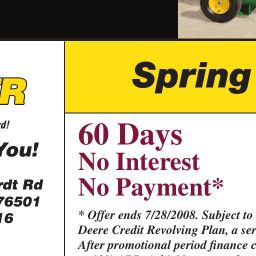 Spring
rd!
You!
rdt Rd
76501
16
60 Days
No Interest
No Payment*
* Offer ends 7/28/2008. Subject to
Deere Credit Revolving Plan, a ser
After promotional period finance c